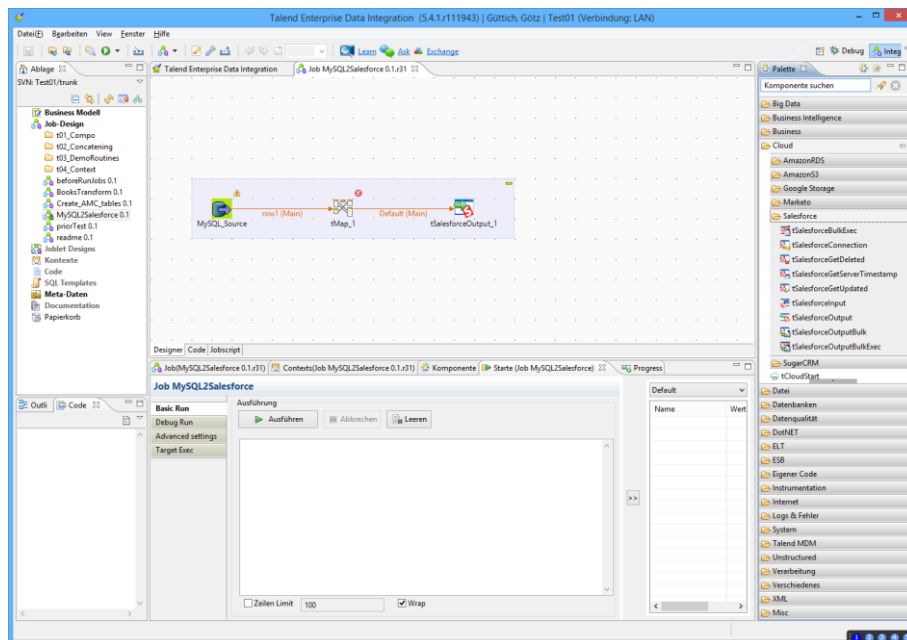 Talend Enterprise Data Integration (5.4.1.r111943) | Güttich, Götz | Test01 (Verbindung: LAN)
Datei(F) Bearbeiten View Fenster Hilfe
Learn Ask Exchange Debug Integ
Ablage
SVN: Test01/trunk
Business Modell
Job-Design
t01_Compo
t02_Concatening
t03_DemoRoutines
t04_Context
beforeRunJobs 0.1
BooksTransform 0.1
Create_AMC_tables 0.1
MySQL2Salesforce 0.1
priorTest 0.1
readme 0.1
Joblet Designs
Kontexte
Code
SQL Templates
Meta-Daten
Documentation
Papierkorb
Outli Code
Talend Enterprise Data Integration Job MySQL2Salesforce 0.1.r31
row1 (Main) Default (Main)
MySQL_Source tMap_1 tSalesforceOutput_1
Designer Code Jobscript
Job(MySQL2Salesforce 0.1.r31) Contexts(Job MySQL2Salesforce 0.1.r31) Komponente Starte (Job MySQL2Salesforce) Progress
Job MySQL2Salesforce
Basic Run
Debug Run
Advanced settings
Target Exec
Ausführung
Ausführen Abbrechen Leeren
Zeilen Limit 100 Wrap
>>
Default
Name Wert
Palette
Komponente suchen
Big Data
Business Intelligence
Business
Cloud
AmazonRDS
AmazonS3
Google Storage
Marketo
Salesforce
tSalesforceBulkExec
tSalesforceConnection
tSalesforceGetDeleted
tSalesforceGetServerTimestamp
tSalesforceGetUpdated
tSalesforceInput
tSalesforceOutput
tSalesforceOutputBulk
tSalesforceOutputBulkExec
SugarCRM
tCloudStart
Datei
Datenbanken
Datenqualität
DotNET
ELT
ESB
Eigener Code
Instrumentation
Internet
Logs & Fehler
System
Talend MDM
Unstructured
Verarbeitung
Verschiedenes
XML
Misc